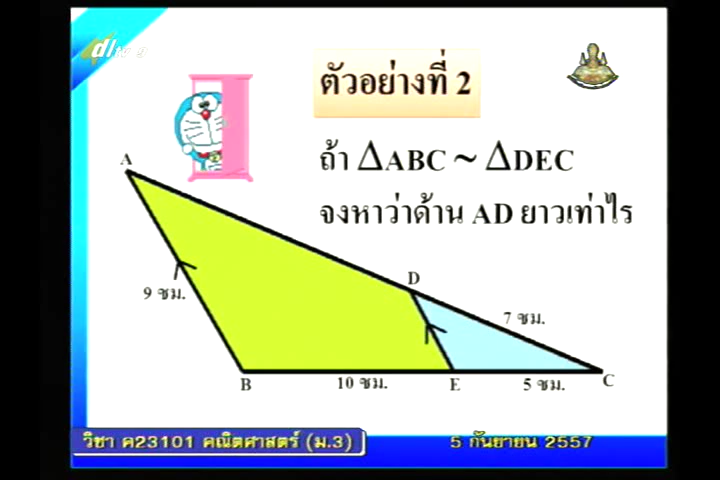 ตัวอย่างที่ 2
ถ้า ΔABC ~ ΔDEC
จงหาว่าด้าน AD ยาวเท่าไร
A
D
9 ซม.
7 ซม.
B
10 ซม.
E
5 ซม.
C
วิชา ค23101 คณิตศาสตร์ (ม.3)
5 กันยายน 2557